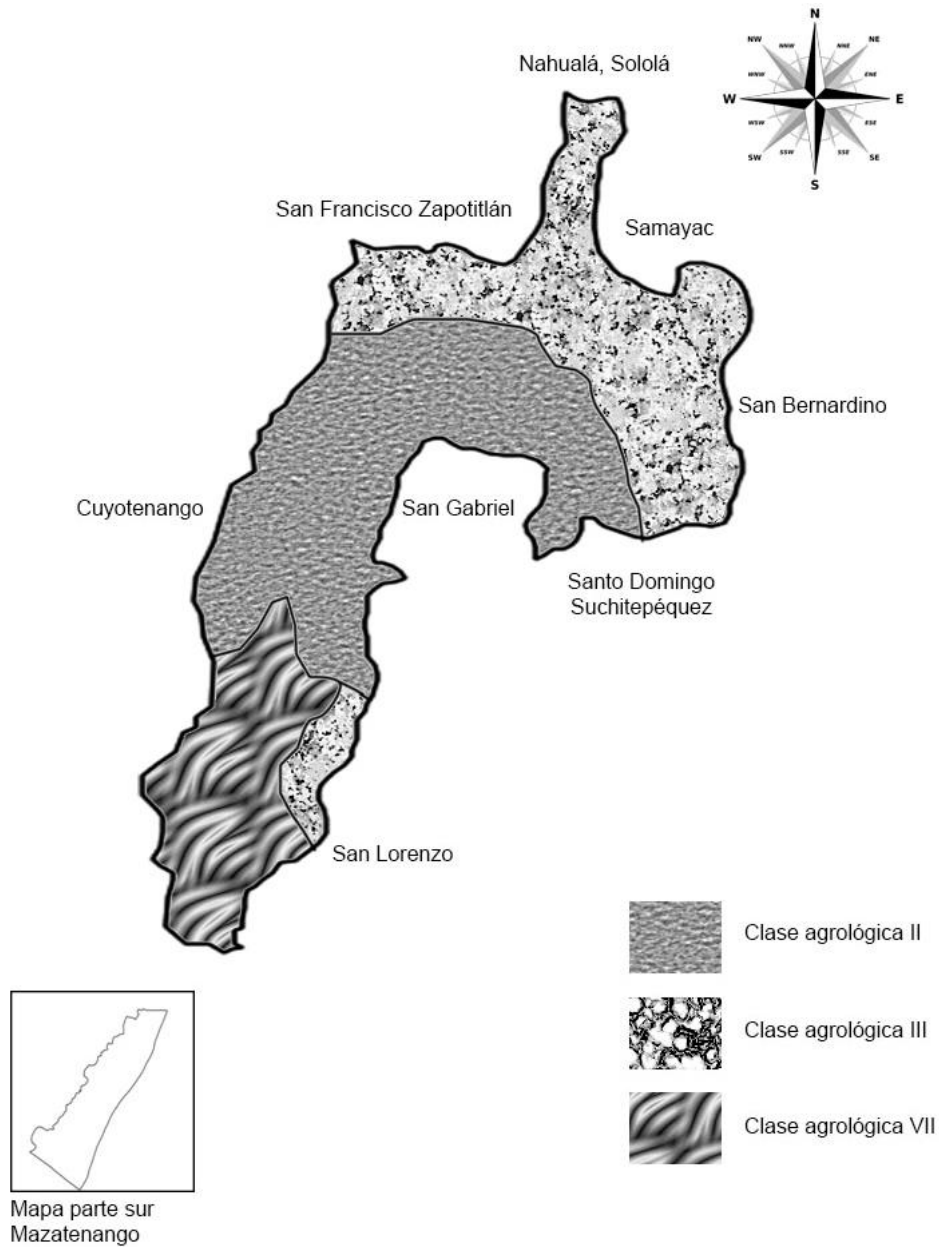 N
NNW
NNE
NW
NE
WNW
ENE
W
E
WSW
ESE
SW
SE
SSW
SSE
S
Nahualá, Sololá
San Francisco Zapotitlán
Samayac
San Bernardino
Cuyotenango
San Gabriel
Santo Domingo
Suchitepéquez
San Lorenzo
Clase agrológica II
Clase agrológica III
Clase agrológica VII
Mapa parte sur
Mazatenango